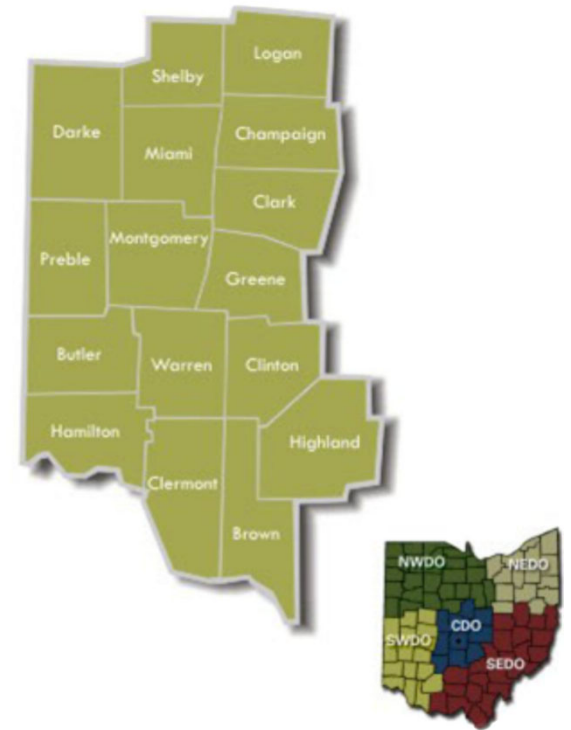 Logan
Shelby
Darke
Champaign
Miami
Clark
Montgomery
Preble
Greene
Butler
Warren
Clinton
Hamilton
Highland
Clermont
Brown
NWDO
NEDO
CDO
SWDO
SEDO